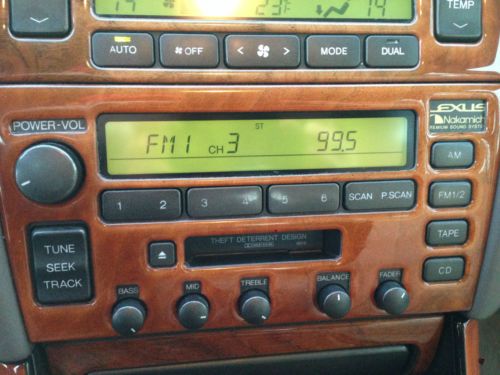 TEMP
AUTO OFF MODE DUAL
LEXUS
Nakamichi
PREMIUM SOUND SYSTEM
POWER-VOL
ST
FM1 CH 3 99.5
AM
1 2 3 4 5 6 SCAN P.SCAN FM1/2
TUNE
SEEK
TRACK
THEFT DETERRENT DESIGN
TAPE
CD
BASS MID TREBLE BALANCE FADER